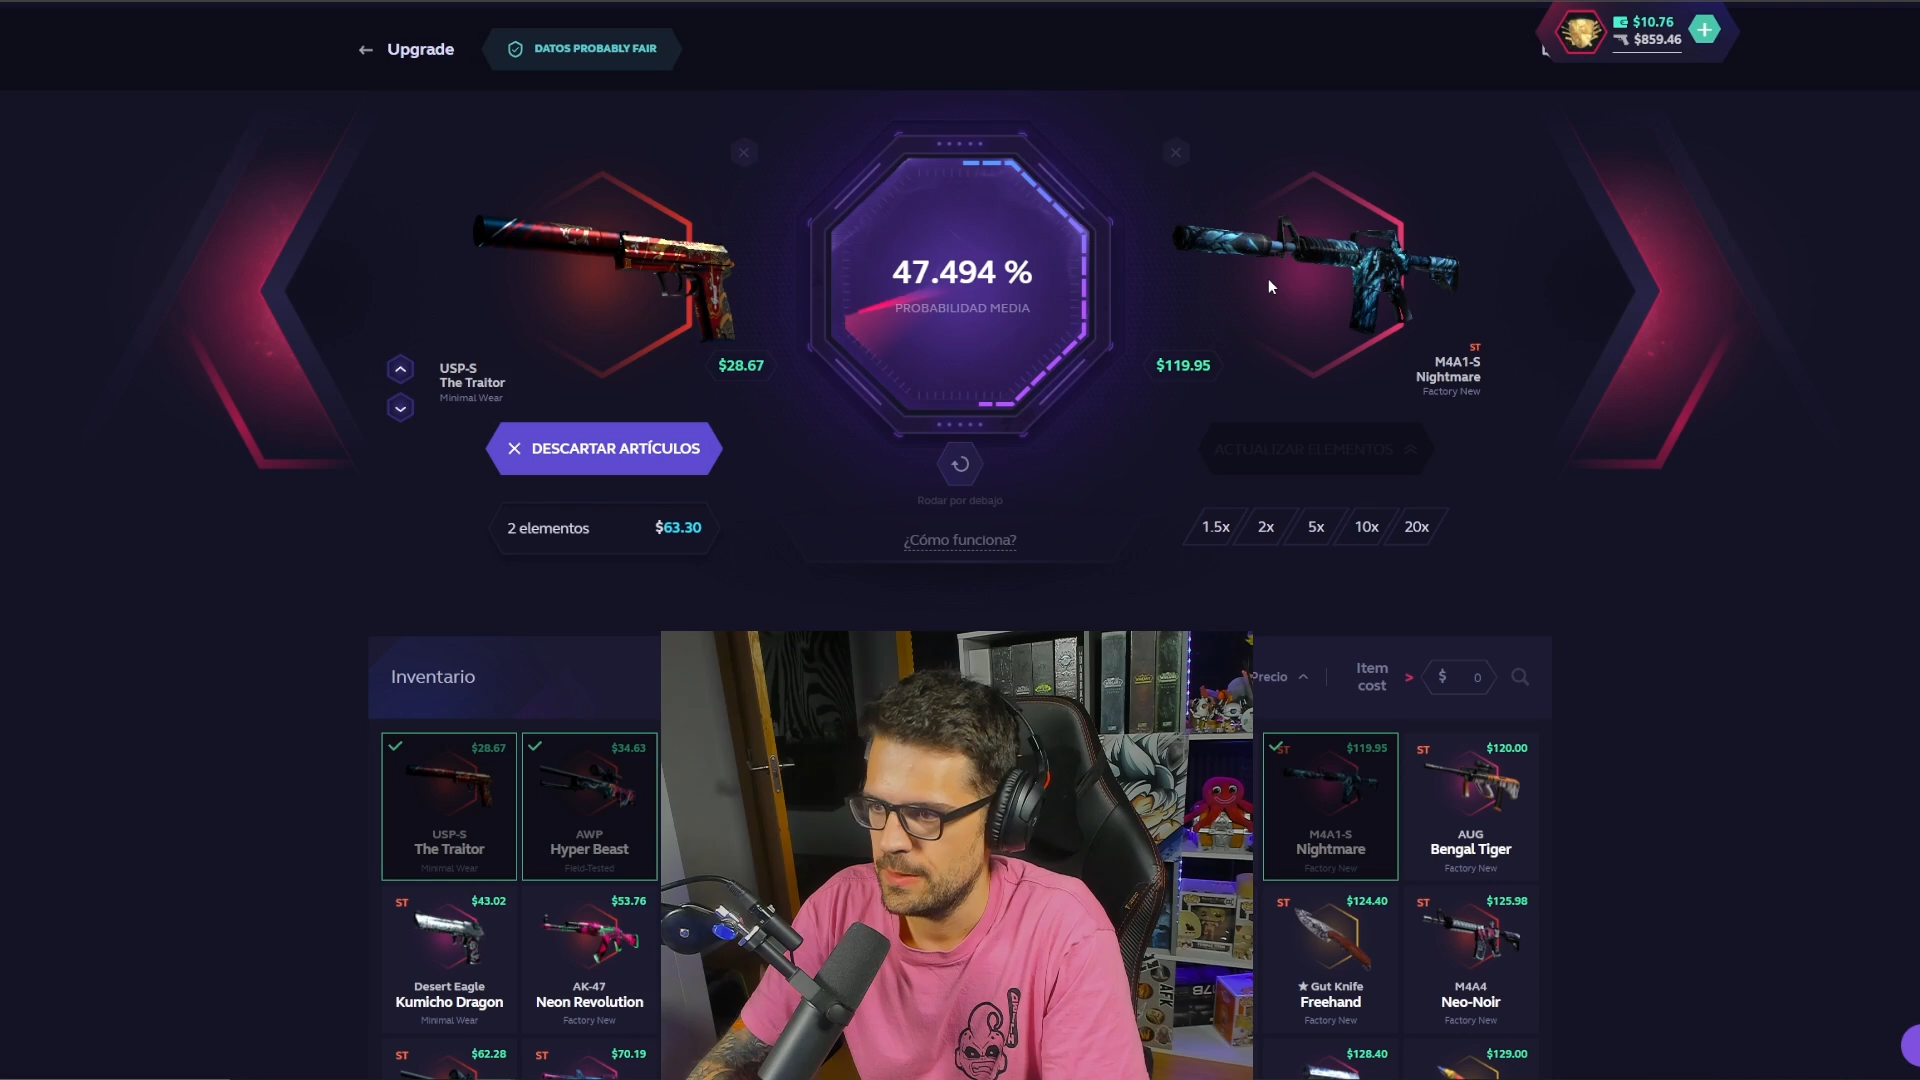 Upgrade
DATOS PROBABLY FAIR
$10.76
$859.46
47.494 %
PROBABILIDAD MEDIA
$28.67
USP-S
The Traitor
Minimal Wear
$119.95
ST
M4A1-S
Nightmare
Factory New
DESCARTAR ARTÍCULOS
ACTUALIZAR ELEMENTOS
Rodar por debajo
2 elementos $63.30
1.5x 2x 5x 10x 20x
¿Cómo funciona?
Inventario
Precio
Item cost
$ 0
$28.67
USP-S
The Traitor
Minimal Wear
$34.63
AWP
Hyper Beast
Field-Tested
ST $119.95
M4A1-S
Nightmare
Factory New
ST $120.00
AUG
Bengal Tiger
Factory New
ST $43.02
Desert Eagle
Kumicho Dragon
Minimal Wear
$53.76
AK-47
Neon Revolution
Factory New
ST $124.40
★ Gut Knife
Freehand
Factory New
ST $125.98
M4A4
Neo-Noir
Factory New
ST $62.28
ST $70.19
$128.40
$129.00
AFK